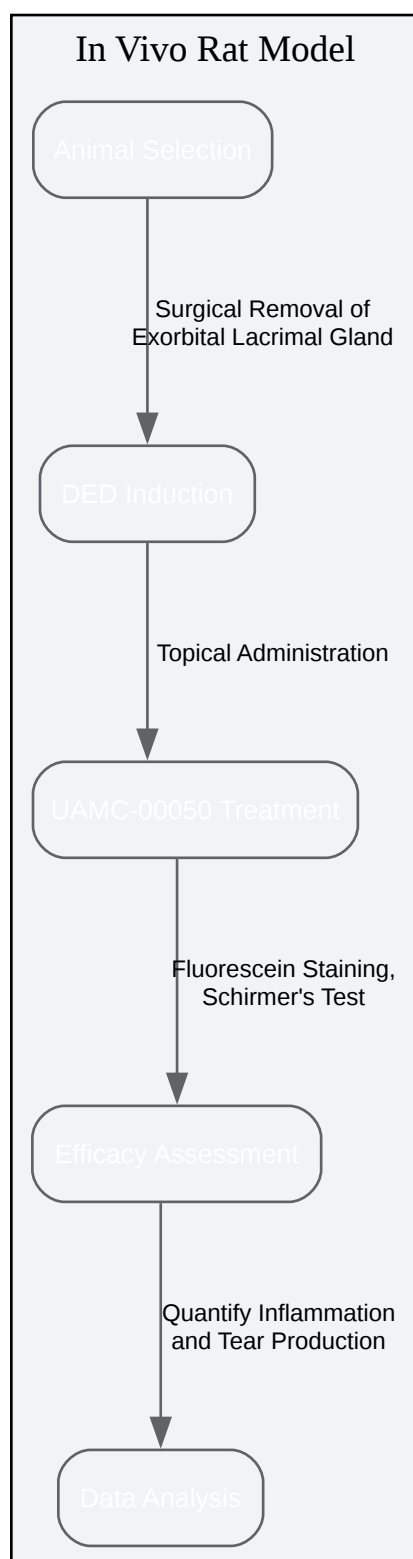 In Vivo Rat Model
Animal Selection
Surgical Removal of
Exorbital Lacrimal Gland
DED Induction
Topical Administration
UAMC-00050 Treatment
Fluorescein Staining,
Schirmer's Test
Efficacy Assessment
Quantify Inflammation
and Tear Production
Data Analysis